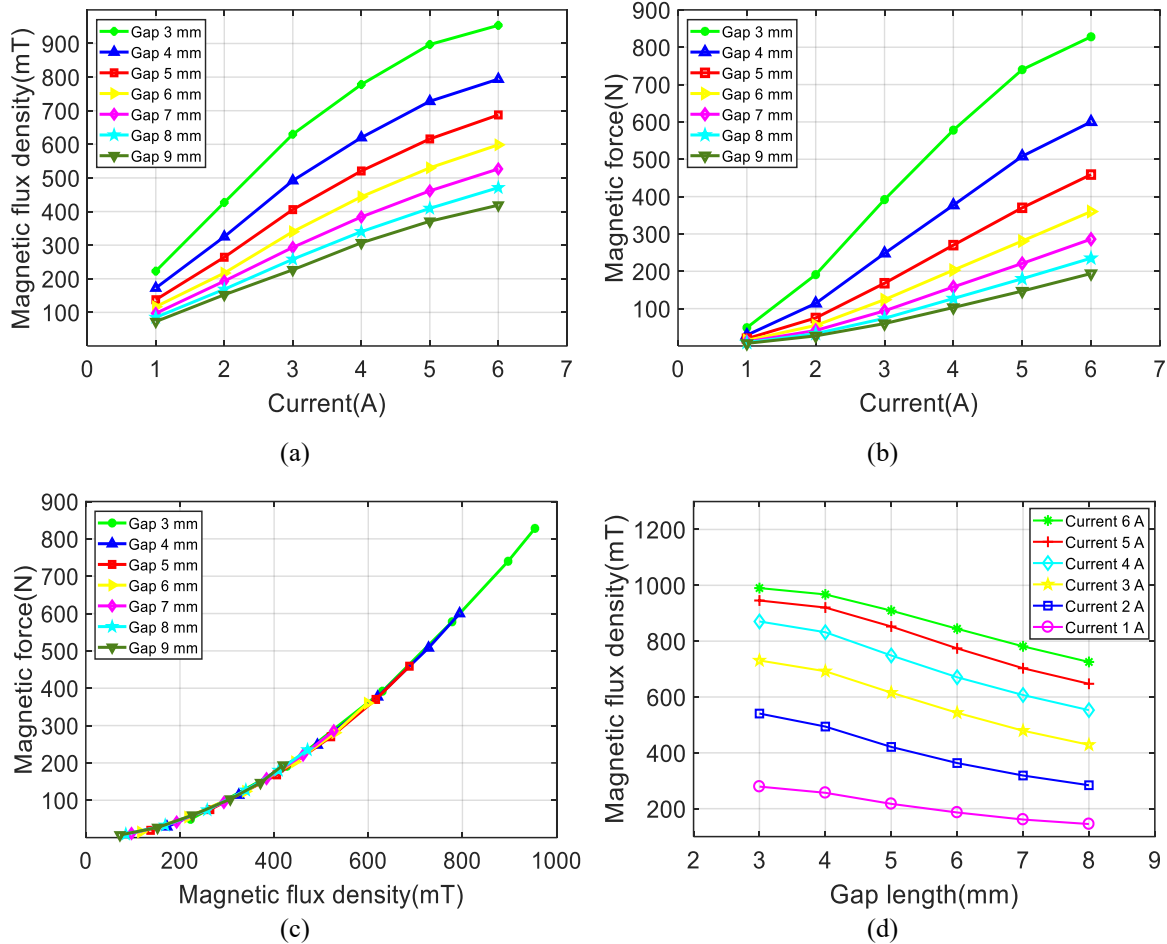 Magnetic flux density(mT)
900
800
700
600
500
400
300
200
100
0 1 2 3 4 5 6 7
Current(A)
Gap 3 mm
Gap 4 mm
Gap 5 mm
Gap 6 mm
Gap 7 mm
Gap 8 mm
Gap 9 mm
(a)
Magnetic force(N)
900
800
700
600
500
400
300
200
100
0 1 2 3 4 5 6 7
Current(A)
Gap 3 mm
Gap 4 mm
Gap 5 mm
Gap 6 mm
Gap 7 mm
Gap 8 mm
Gap 9 mm
(b)
Magnetic force(N)
900
800
700
600
500
400
300
200
100
0 200 400 600 800 1000
Magnetic flux density(mT)
Gap 3 mm
Gap 4 mm
Gap 5 mm
Gap 6 mm
Gap 7 mm
Gap 8 mm
Gap 9 mm
(c)
Magnetic flux density(mT)
1200
1000
800
600
400
200
2 3 4 5 6 7 8 9
Gap length(mm)
Current 6 A
Current 5 A
Current 4 A
Current 3 A
Current 2 A
Current 1 A
(d)